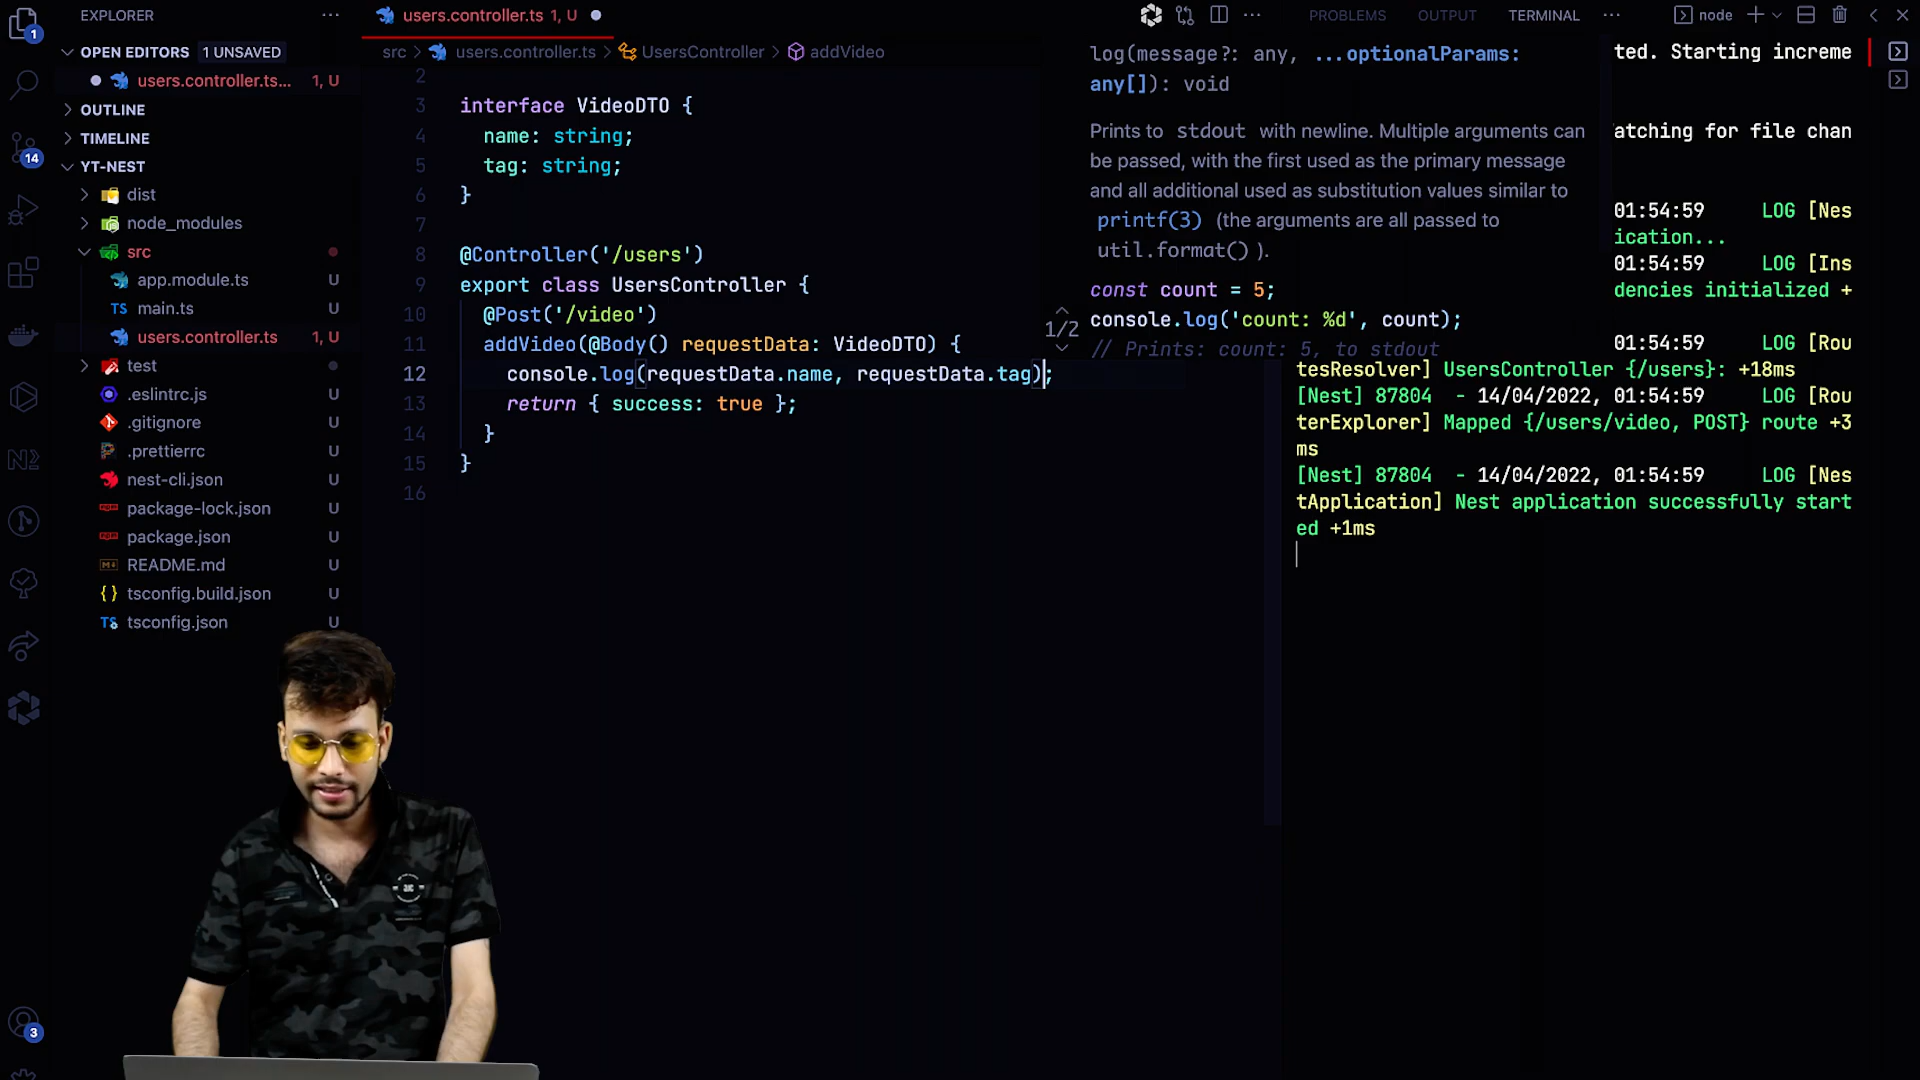 EXPLORER
OPEN EDITORS 1 UNSAVED
users.controller.ts... 1, U
OUTLINE
TIMELINE
YT-NEST
dist
node_modules
src
app.module.ts U
main.ts U
users.controller.ts 1, U
test
.eslintrc.js U
.gitignore U
.prettierrc U
nest-cli.json U
package-lock.json U
package.json U
README.md U
tsconfig.build.json U
tsconfig.json U
1
14
3
users.controller.ts 1, U
src > users.controller.ts > UsersController > addVideo
2
3 interface VideoDTO {
4 name: string;
5 tag: string;
6 }
7
8 @Controller('/users')
9 export class UsersController {
10 @Post('/video')
11 addVideo(@Body() requestData: VideoDTO) {
12 console.log(requestData.name, requestData.tag);
13 return { success: true };
14 }
15 }
16
1/2
log(message?: any, ...optionalParams:
any[]): void
Prints to stdout with newline. Multiple arguments can
be passed, with the first used as the primary message
and all additional used as substitution values similar to
printf(3) (the arguments are all passed to
util.format() ).
const count = 5;
console.log('count: %d', count);
// Prints: count: 5, to stdout
PROBLEMS OUTPUT TERMINAL ... node
ted. Starting increme
atching for file chan
01:54:59 LOG [Nes
ication...
01:54:59 LOG [Ins
dencies initialized +
01:54:59 LOG [Rou
tesResolver] UsersController {/users}: +18ms
[Nest] 87804 - 14/04/2022, 01:54:59 LOG [Rou
terExplorer] Mapped {/users/video, POST} route +3
ms
[Nest] 87804 - 14/04/2022, 01:54:59 LOG [Nes
tApplication] Nest application successfully start
ed +1ms